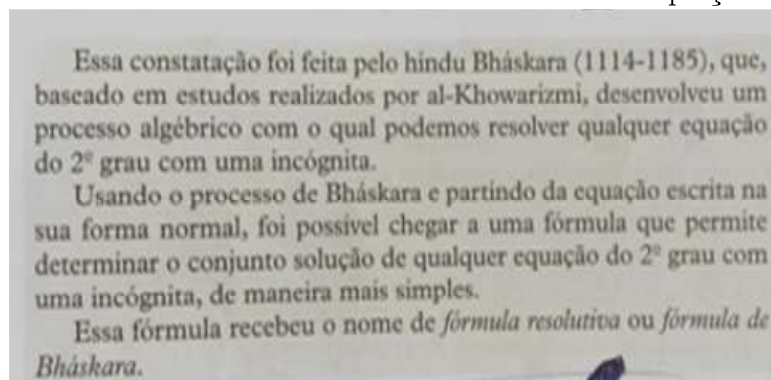 Essa constatação foi feita pelo hindu Bháskara (1114-1185), que,
baseado em estudos realizados por al-Khowarizmi, desenvolveu um
processo algébrico com o qual podemos resolver qualquer equação
do 2º grau com uma incógnita.
Usando o processo de Bháskara e partindo da equação escrita na
sua forma normal, foi possível chegar a uma fórmula que permite
determinar o conjunto solução de qualquer equação do 2º grau com
uma incógnita, de maneira mais simples.
Essa fórmula recebeu o nome de fórmula resolutiva ou fórmula de
Bháskara.